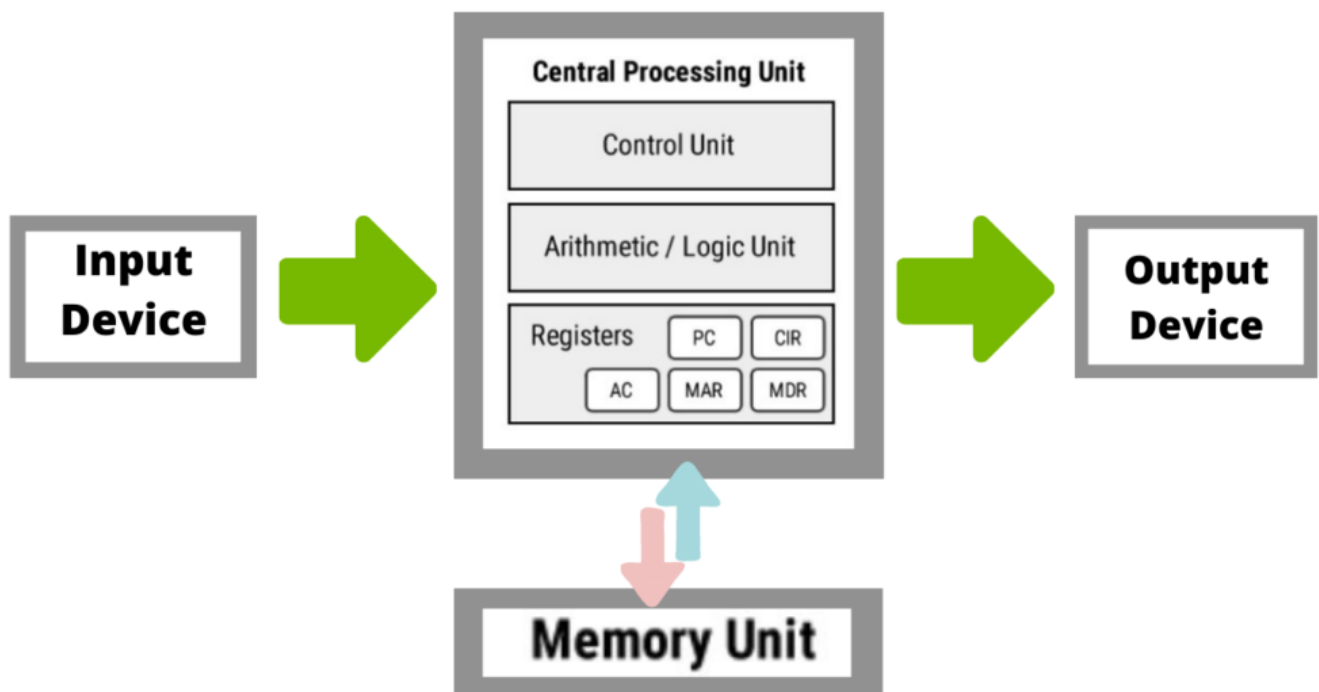 Central Processing Unit
Control Unit
Input
Device
Arithmetic / Logic Unit
Registers PC CIR
AC MAR MDR
Output
Device
Memory Unit